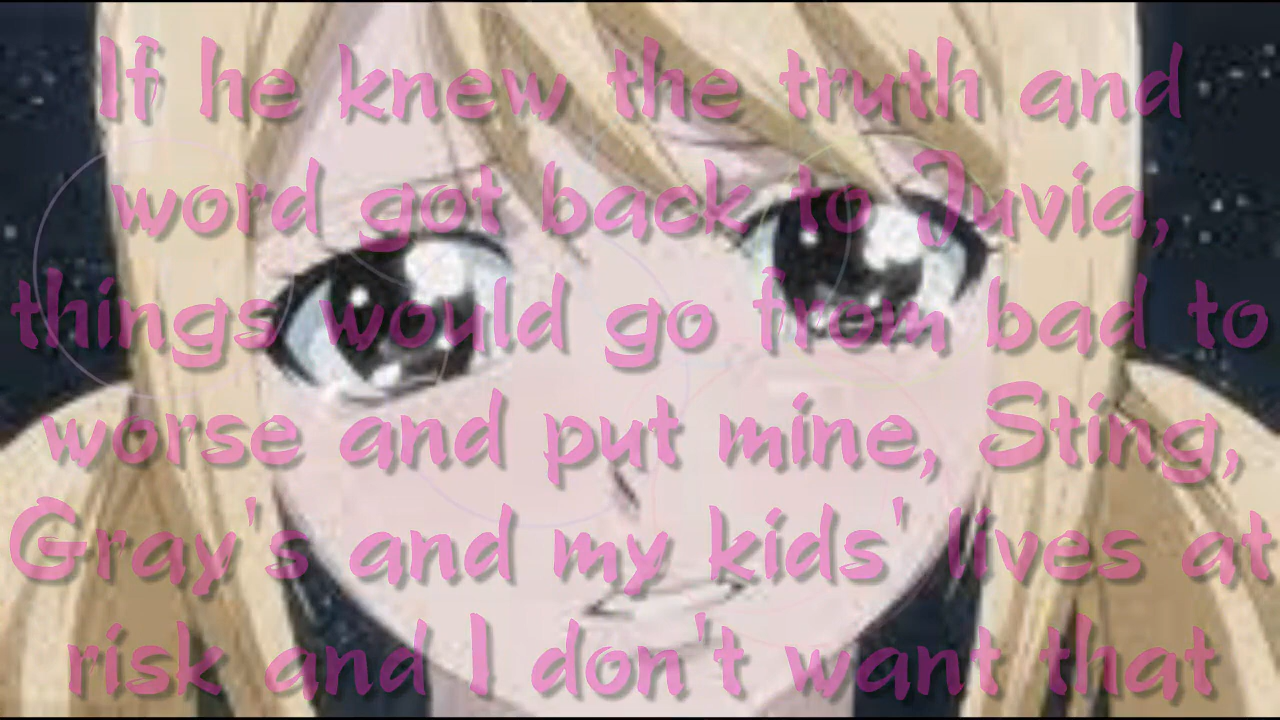 If he knew the truth and
word got back to Juvia,
things would go from bad to
worse and put mine, Sting,
Gray's and my kids' lives at
risk and I don't want that